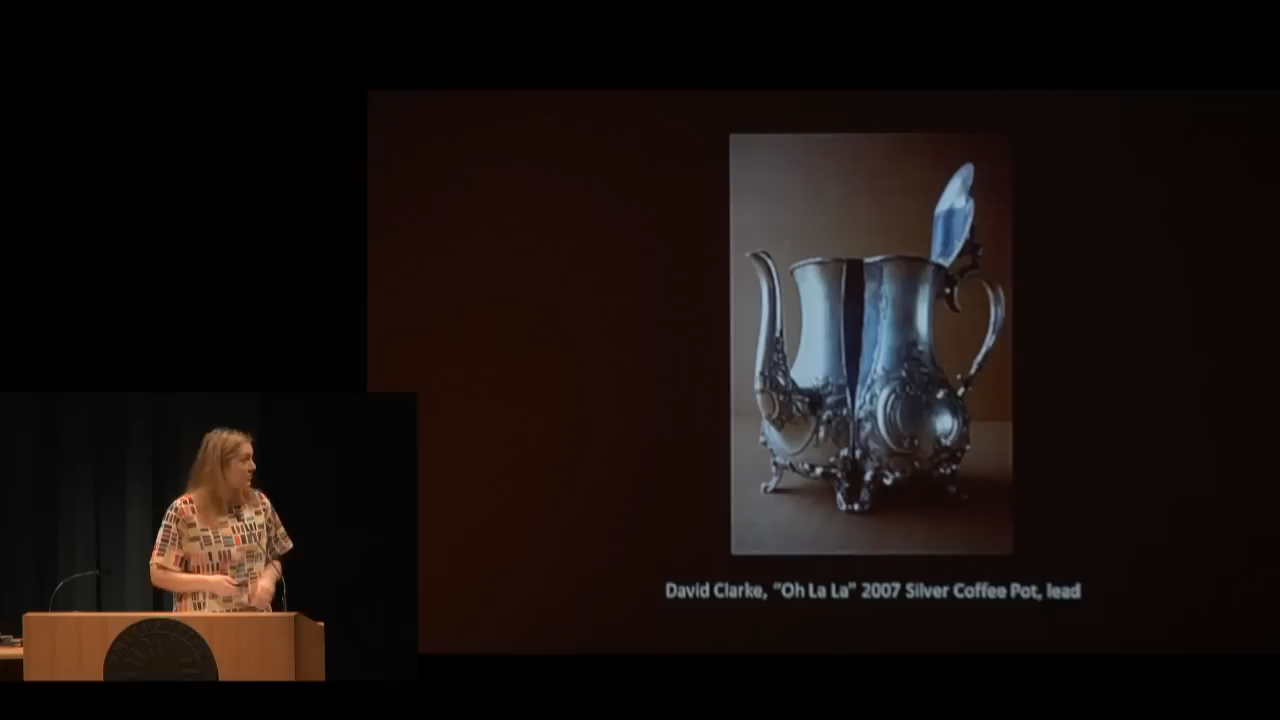 David Clarke, “Oh La La” 2007 Silver Coffee Pot, lead